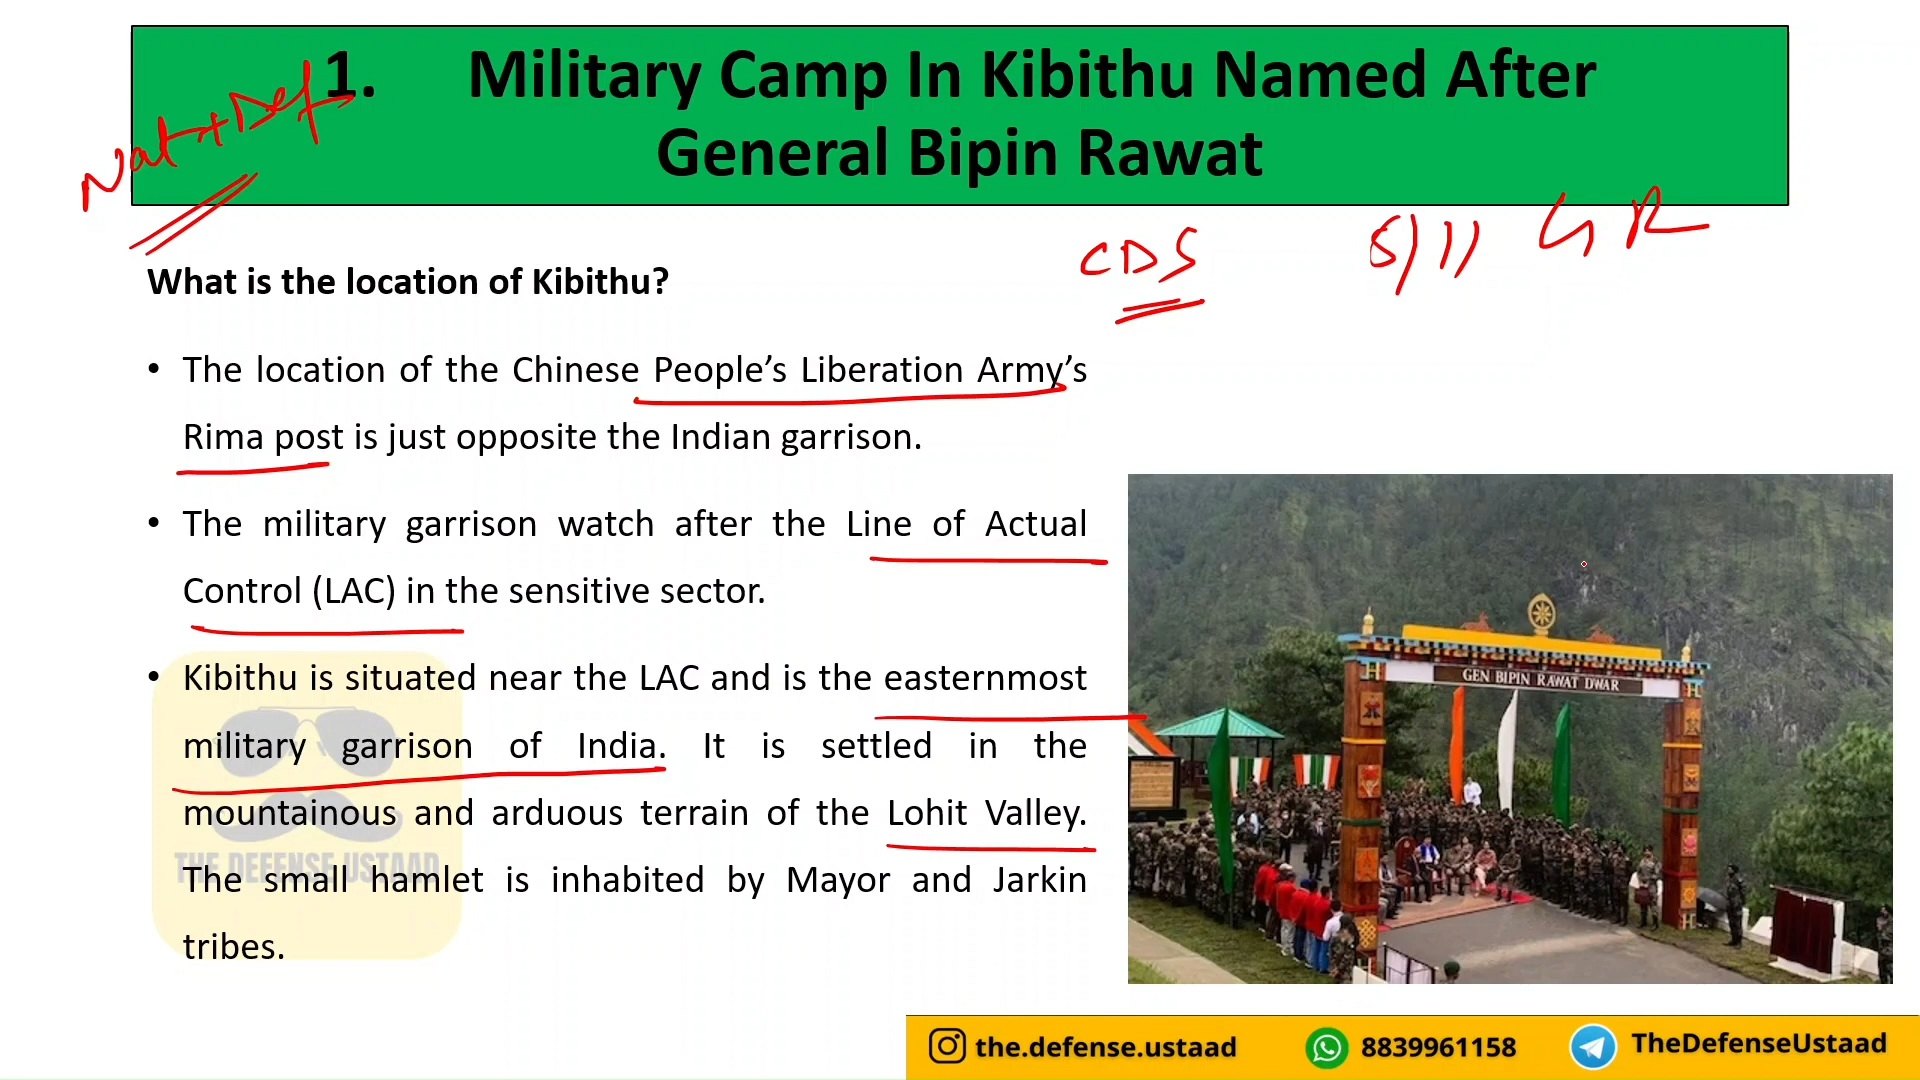 1. Military Camp In Kibithu Named After
General Bipin Rawat
Nat + Def
CDS 5/11 GR
What is the location of Kibithu?
• The location of the Chinese People’s Liberation Army’s
Rima post is just opposite the Indian garrison.
• The military garrison watch after the Line of Actual
Control (LAC) in the sensitive sector.
• Kibithu is situated near the LAC and is the easternmost
military garrison of India. It is settled in the
mountainous and arduous terrain of the Lohit Valley.
The small hamlet is inhabited by Mayor and Jarkin
tribes.
THE DEFENSE USTAAD
GEN BIPIN RAWAT DWAR
the.defense.ustaad 8839961158 TheDefenseUstaad